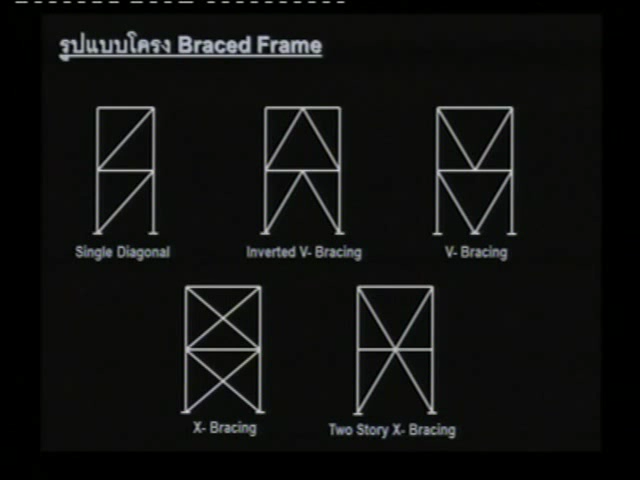 รูปแบบโครง Braced Frame
Single Diagonal
Inverted V- Bracing
V- Bracing
X- Bracing
Two Story X- Bracing